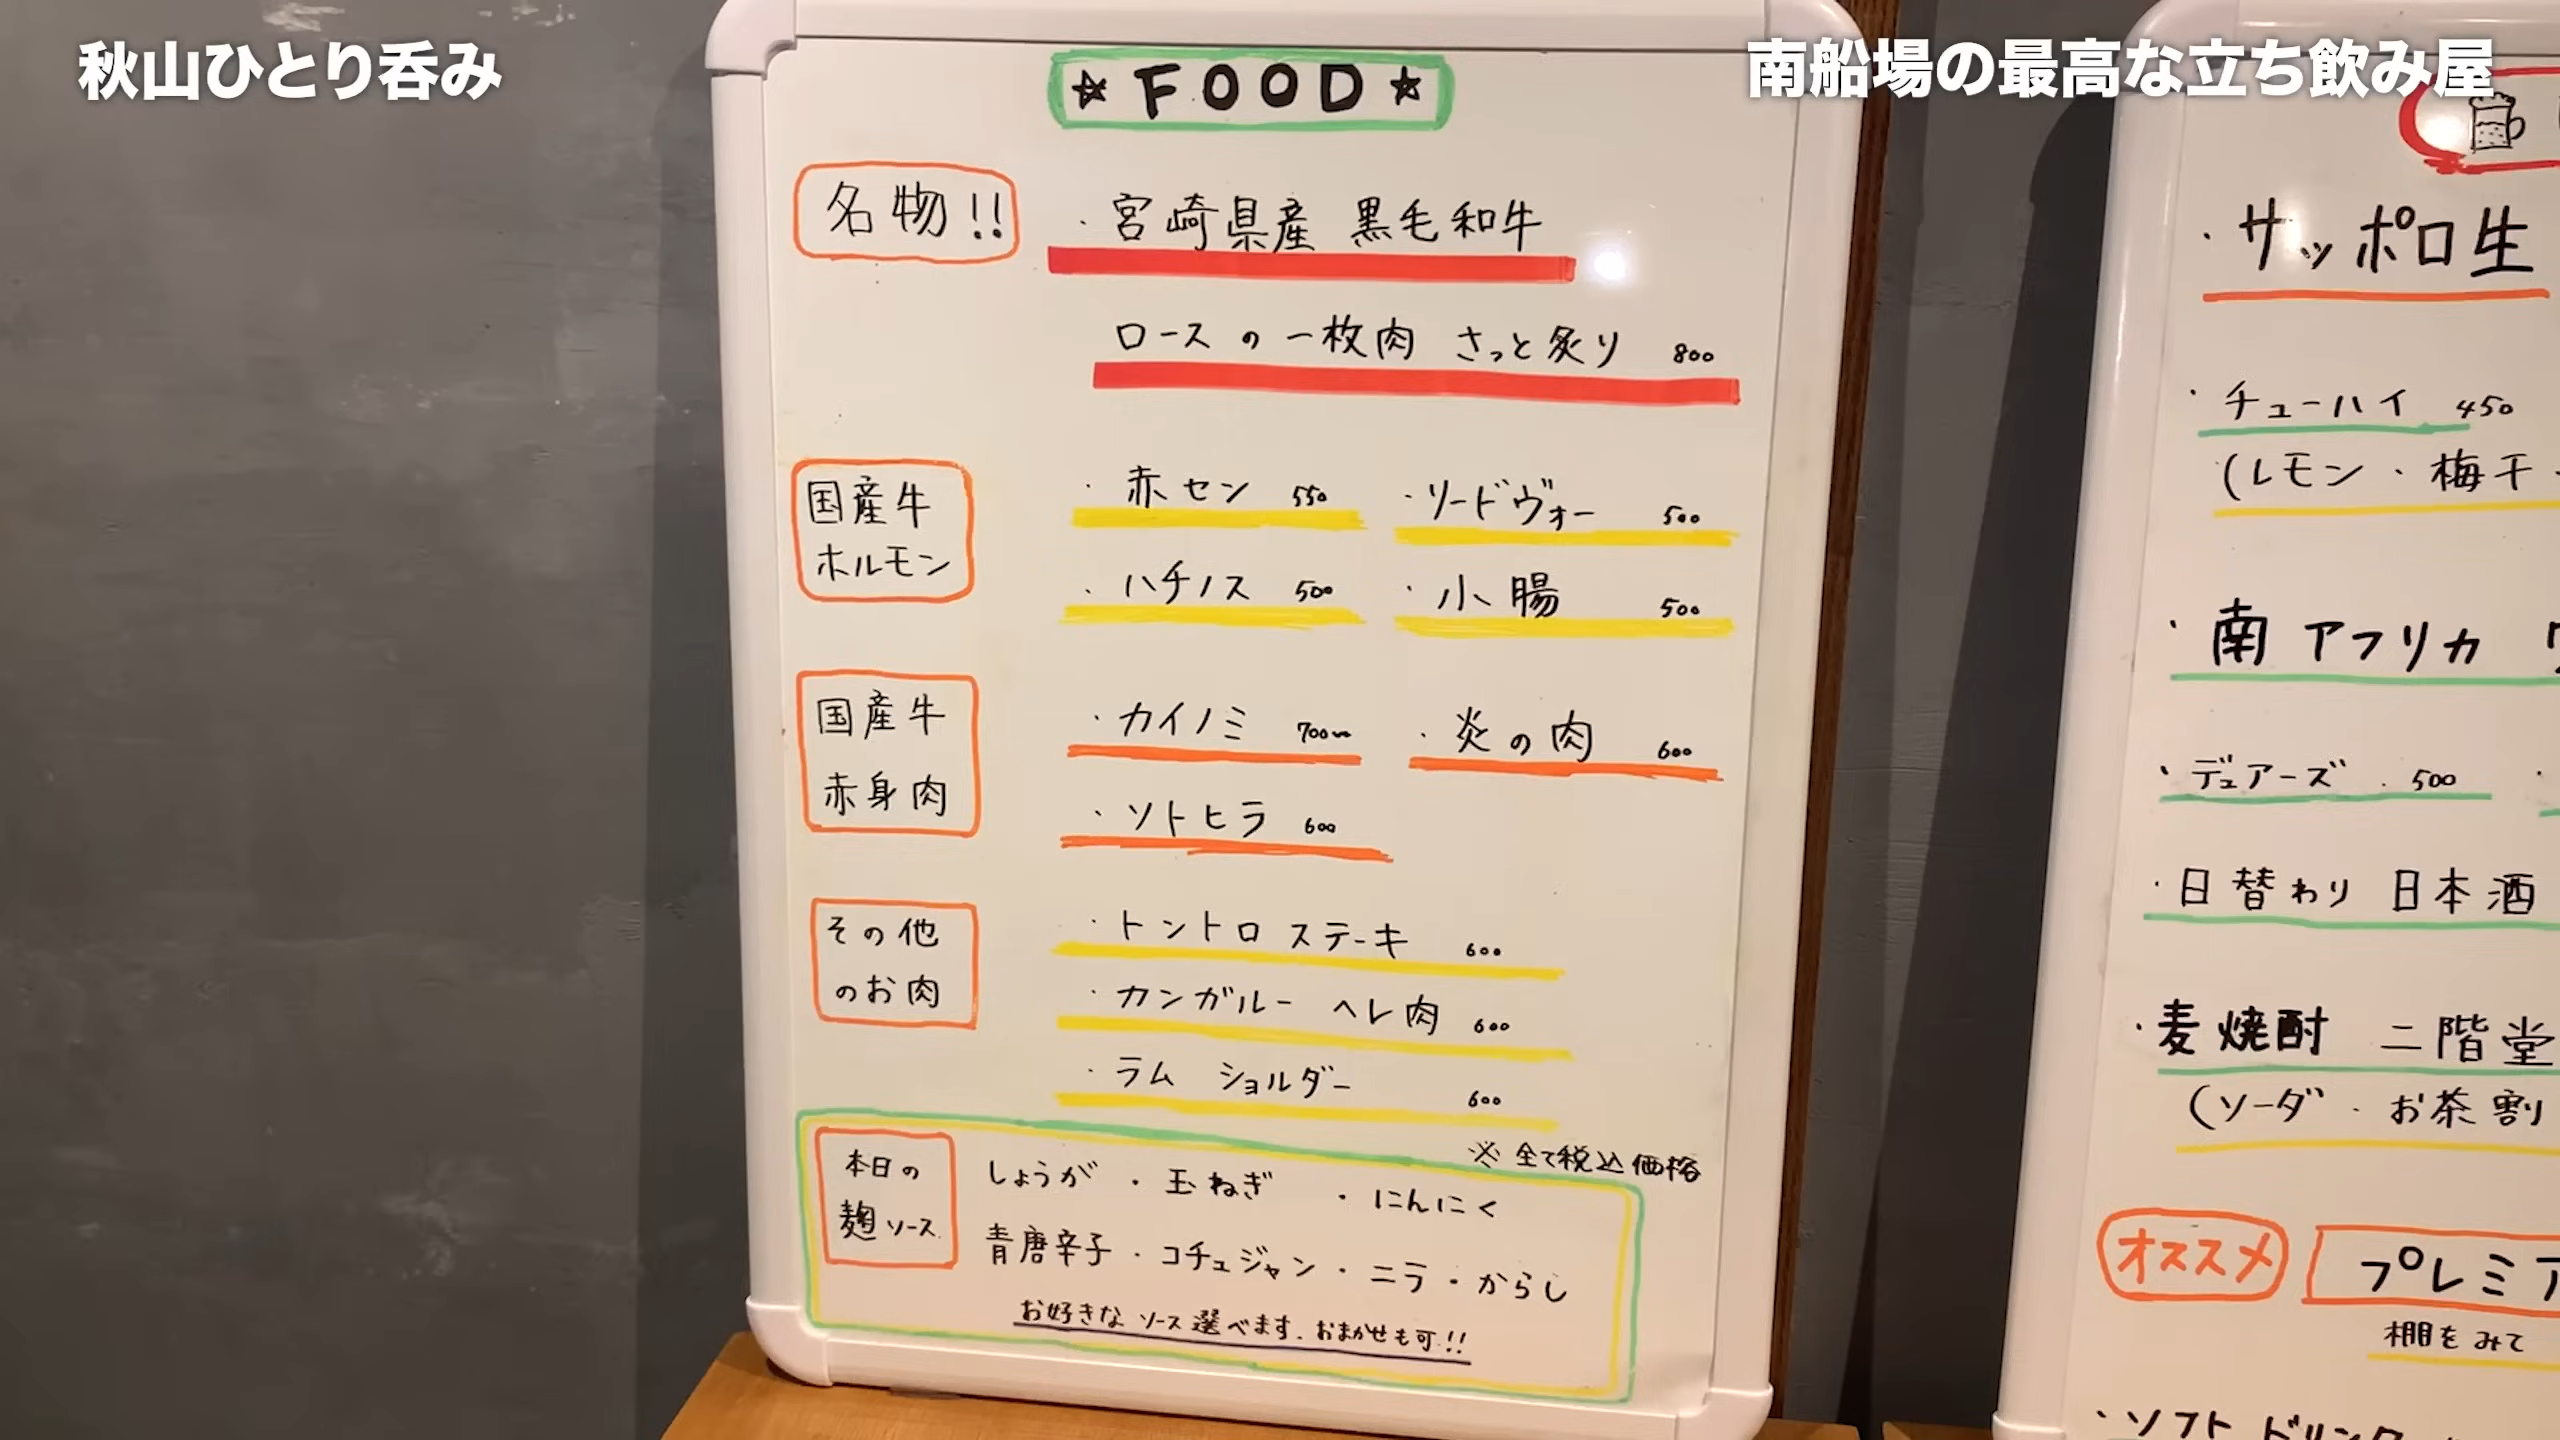 秋山ひとり呑み
南船場の最高な立ち飲み屋
☆ FOOD ☆
名物!!
・宮崎県産 黒毛和牛
ロースの一枚肉 さっと炙り 800
国産牛
ホルモン
・赤セン 550 ・リードヴォー 500
・ハチノス 500 ・小腸 500
国産牛
赤身肉
・カイノミ 700〜 ・炎の肉 600
・ソトヒラ 600
その他
のお肉
・トントロステーキ 600
・カンガルー ヘレ肉 600
・ラム ショルダー 600
※全て税込価格
本日の
麹ソース
しょうが ・ 玉ねぎ ・ にんにく
青唐辛子 ・ コチュジャン ・ ニラ ・ からし
お好きな ソース選べます. おまかせも可!!
・サッポロ生
・チューハイ 450
(レモン ・ 梅干
・南アフリカ
・デュアーズ 500
・日替わり 日本酒
・麦焼酎 二階堂
(ソーダ ・ お茶割
オススメ
プレミア
棚をみて
・ソフトドリンク